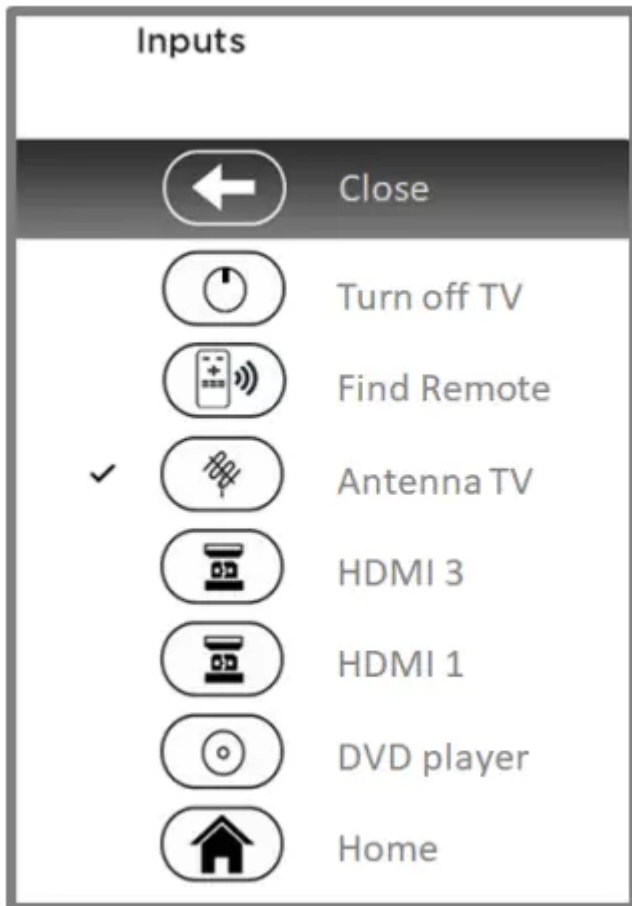 Inputs
Close
Turn off TV
Find Remote
Antenna TV
HDMI 3
HDMI 1
DVD player
Home